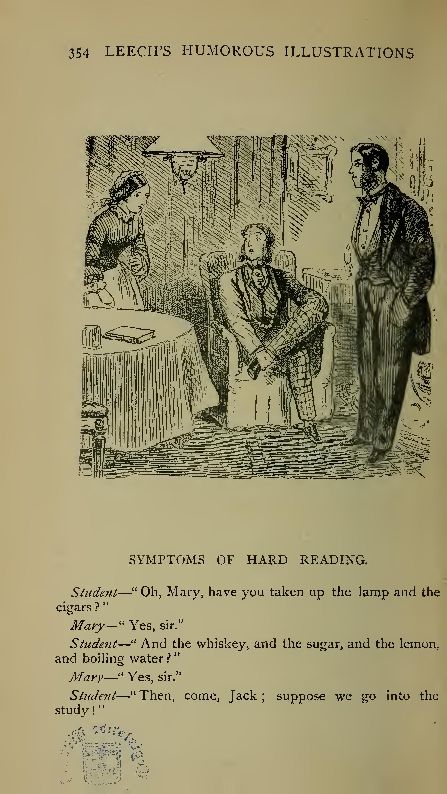 354 LEECH'S HUMOROUS ILLUSTRATIONS
SYMPTOMS OF HARD READING.
Student—"Oh, Mary, have you taken up the lamp and the
cigars?"
Mary—"Yes, sir."
Student—"And the whiskey, and the sugar, and the lemon,
and boiling water?"
Mary—"Yes, sir."
Student—"Then, come, Jack; suppose we go into the
study!"